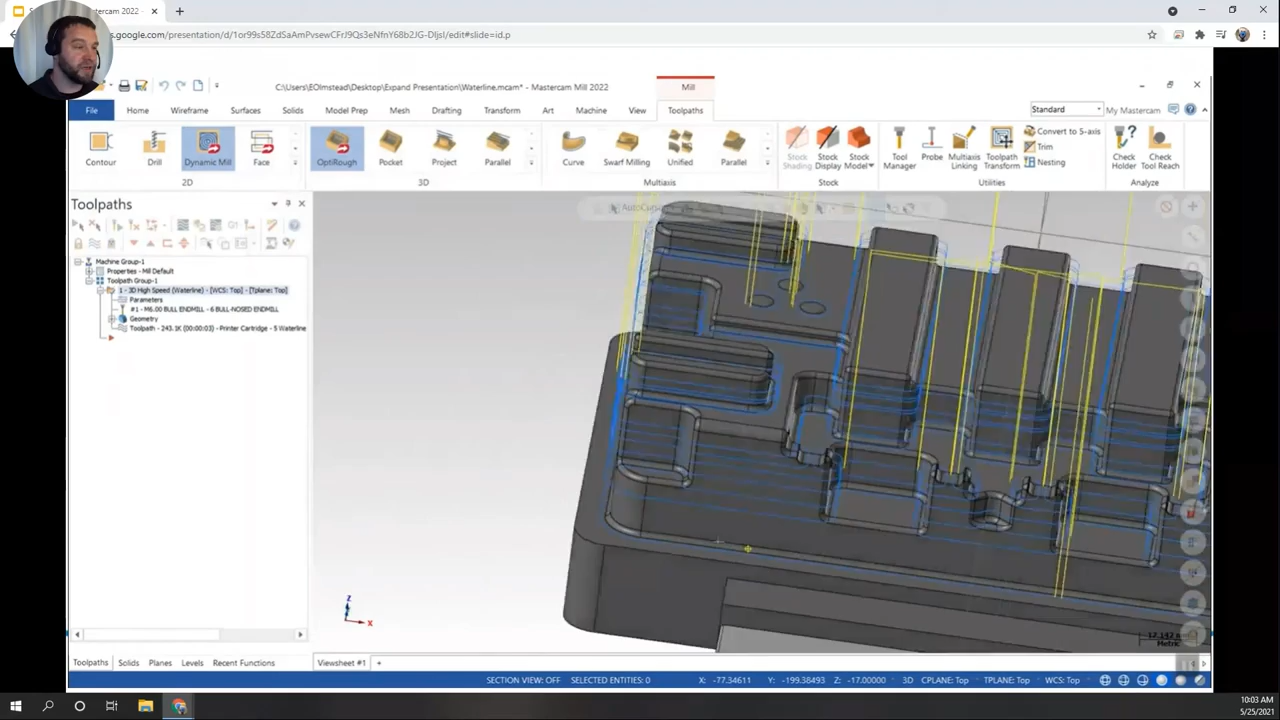 ercam 2022 -
.google.com/presentation/d/1or99s58ZdSaAmPvsewCFrJ9Qs3eNfnY68b2JG-DljsI/edit#slide=id.p
C:\Users\EOlmstead\Desktop\Expand Presentation\Waterline.mcam* - Mastercam Mill 2022
Mill
File Home Wireframe Surfaces Solids Model Prep Mesh Drafting Transform Art Machine View Toolpaths
Standard My Mastercam
Contour Drill Dynamic Mill Face OptiRough Pocket Project Parallel Curve Swarf Milling Unified Parallel
Stock Shading Stock Display Stock Model Tool Manager Probe Multiaxis Linking Toolpath Transform
Convert to 5-axis
Trim
Nesting
Check Holder Check Tool Reach
2D 3D Multiaxis Stock Utilities Analyze
Toolpaths
AutoCursor
Machine Group-1
Properties - Mill Default
Toolpath Group-1
1 - 3D High Speed (Waterline) - [WCS: Top] - [Tplane: Top]
Parameters
#1 - M6.00 BULL ENDMILL - 6 BULL-NOSED ENDMILL
Geometry
Toolpath - 243.1K (00:00:03) - Printer Cartridge - 5 Waterline
Z
X
Metric
Toolpaths Solids Planes Levels Recent Functions
Viewsheet #1 +
SECTION VIEW: OFF SELECTED ENTITIES: 0 X: -77.34611 Y: -199.38493 Z: -17.00000 3D CPLANE: Top TPLANE: Top WCS: Top
10:03 AM
5/25/2021